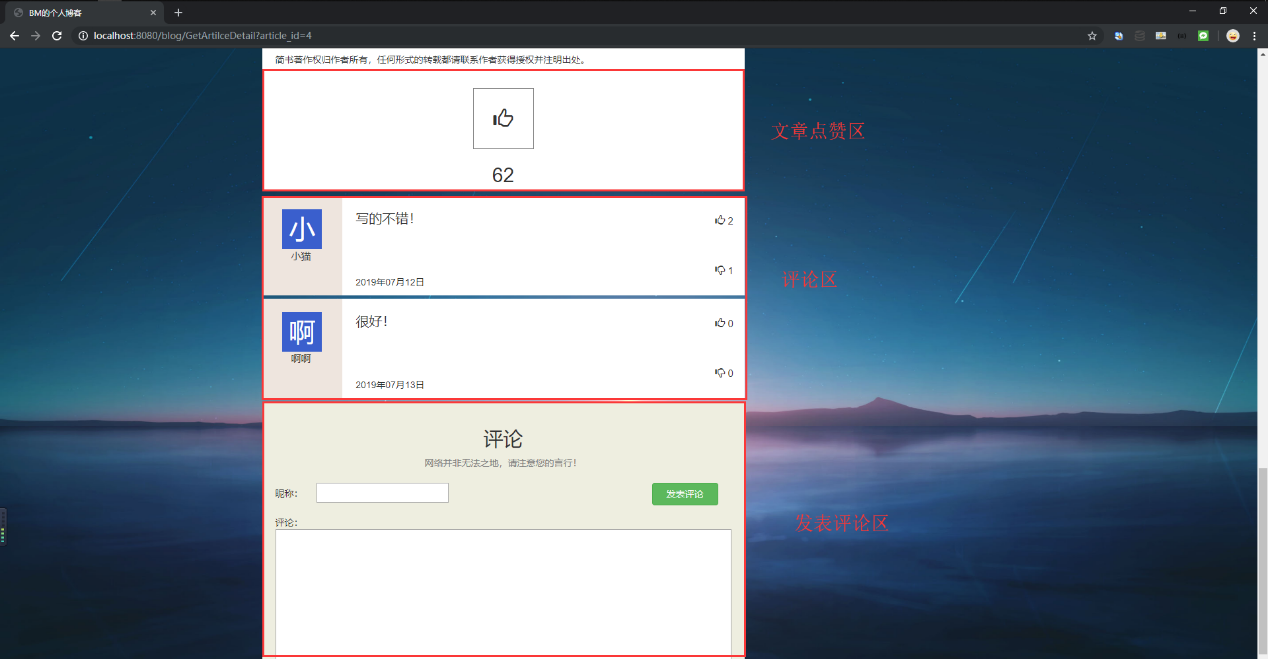 BM的个人博客
localhost:8080/blog/GetArtilceDetail?article_id=4
简书著作权归作者所有，任何形式的转载都请联系作者获得授权并注明出处。
62
文章点赞区
小
小猫
写的不错！
2
1
2019年07月12日
评论区
啊
啊啊
很好！
0
0
2019年07月13日
评论
网络并非无法之地，请注意您的言行！
昵称：
发表评论
评论：
发表评论区